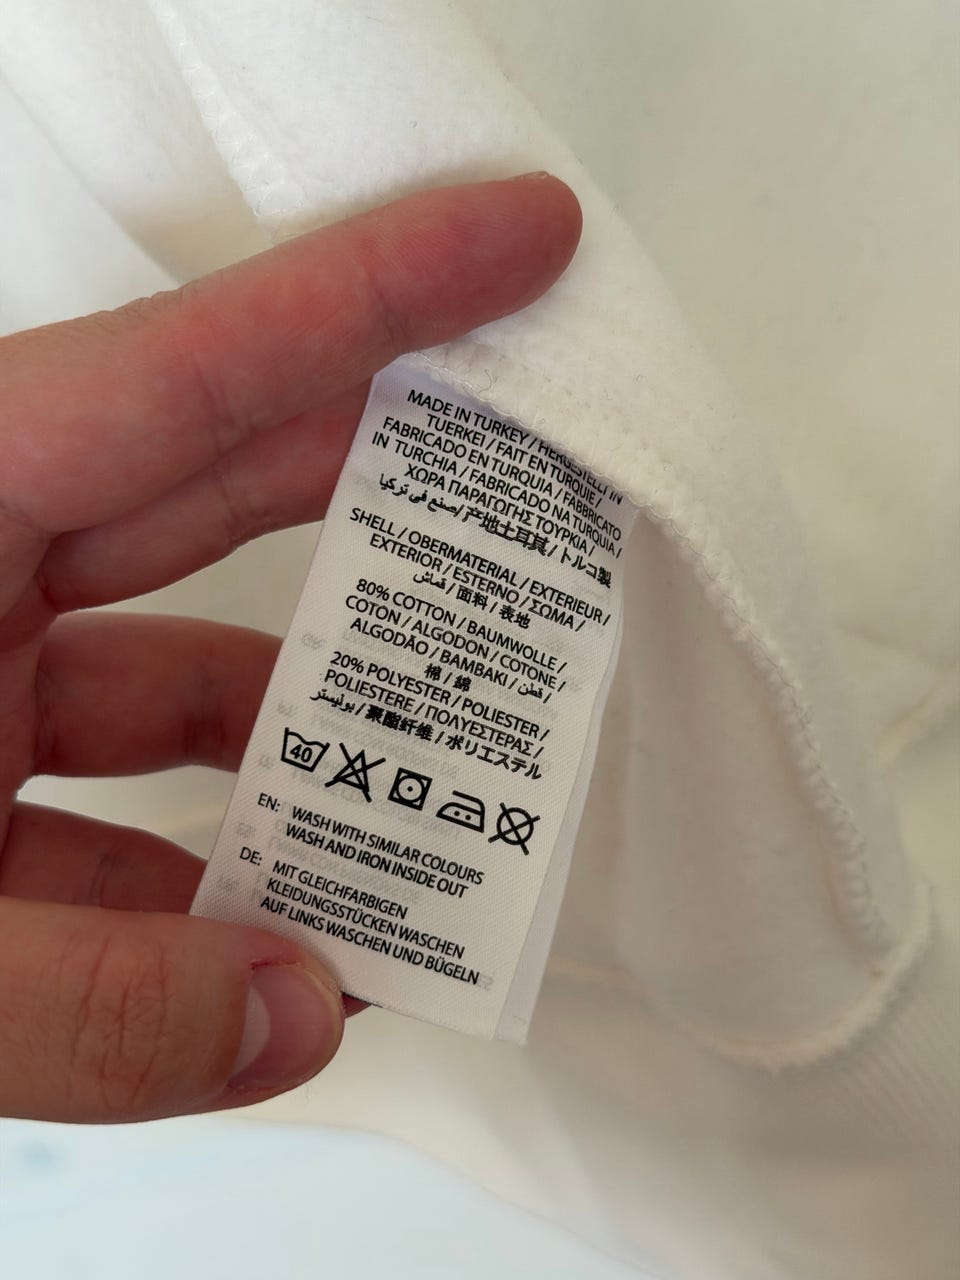 MADE IN TURKEY / HERGESTELLT IN
TUERKEI / FAIT EN TURQUIE /
FABRICADO EN TURQUIA / FABBRICATO
IN TURCHIA / FABRICADO NA TURQUIA /
ΧΩΡΑ ΠΑΡΑΓΩΓΗΣ ΤΟΥΡΚΙΑ /
صنع في تركيا / 产地土耳其 / トルコ製
SHELL / OBERMATERIAL / EXTERIEUR /
EXTERIOR / ESTERNO / ΣΩΜΑ /
قماش / 面料 / 表地
80% COTTON / BAUMWOLLE /
COTON / ALGODON / COTONE /
ALGODÃO / BAMBAKI / قطن /
棉 / 綿
20% POLYESTER / POLIESTER /
POLIESTERE / ΠΟΛΥΕΣΤΕΡΑΣ /
بوليستر / 聚酯纤维 / ポリエステル
40
EN: WASH WITH SIMILAR COLOURS
WASH AND IRON INSIDE OUT
DE: MIT GLEICHFARBIGEN
KLEIDUNGSSTÜCKEN WASCHEN
AUF LINKS WASCHEN UND BÜGELN